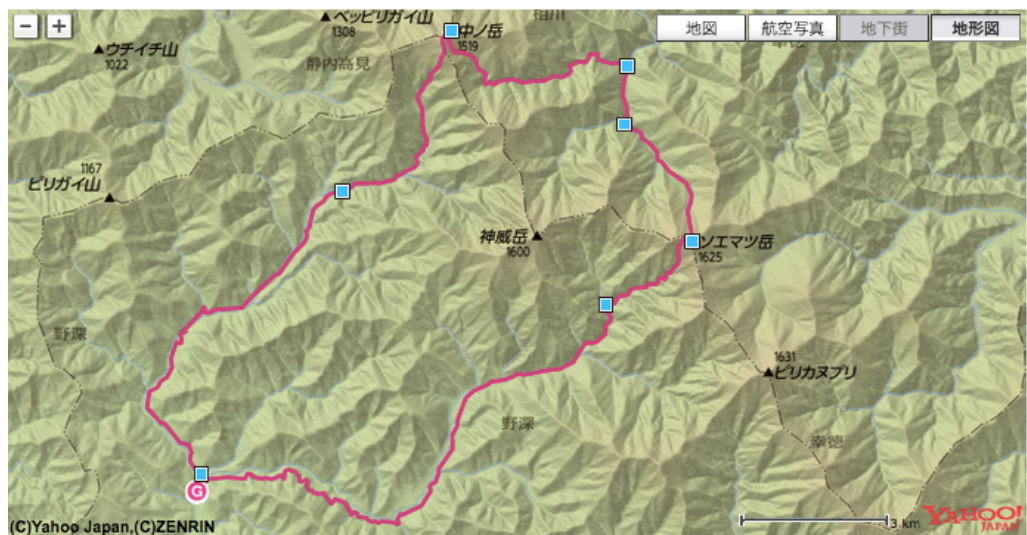 − +
地図 航空写真 地下街 地形図
ペッピリガイ山
1308
中ノ岳
1519
ウチイチ山
1022
静内高見
1167
ピリガイ山
神威岳
1600
ソエマツ岳
1625
野深
1631
ピリカヌプリ
野深
幸徳
G
3 km
YAHOO!
JAPAN
(C)Yahoo Japan,(C)ZENRIN